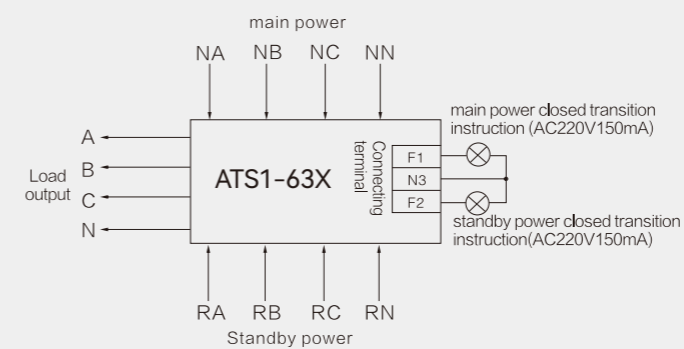 main power
NA NB NC NN
main power closed transition
instruction (AC220V150mA)
A
B
C
N
Load
output
ATS1-63X
Connecting
terminal
F1
N3
F2
standby power closed transition
instruction(AC220V150mA)
RA RB RC RN
Standby power